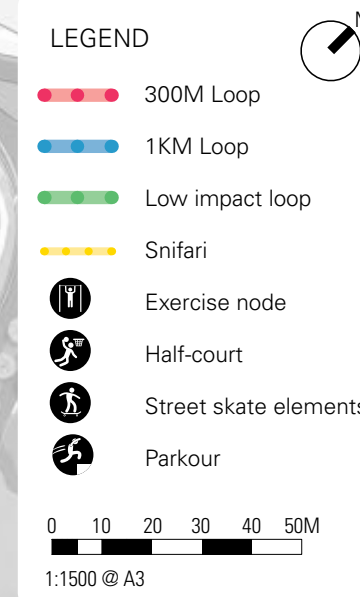 LEGEND
300M Loop
1KM Loop
Low impact loop
Snifari
Exercise node
Half-court
Street skate elements
Parkour
0 10 20 30 40 50M
1:1500 @ A3